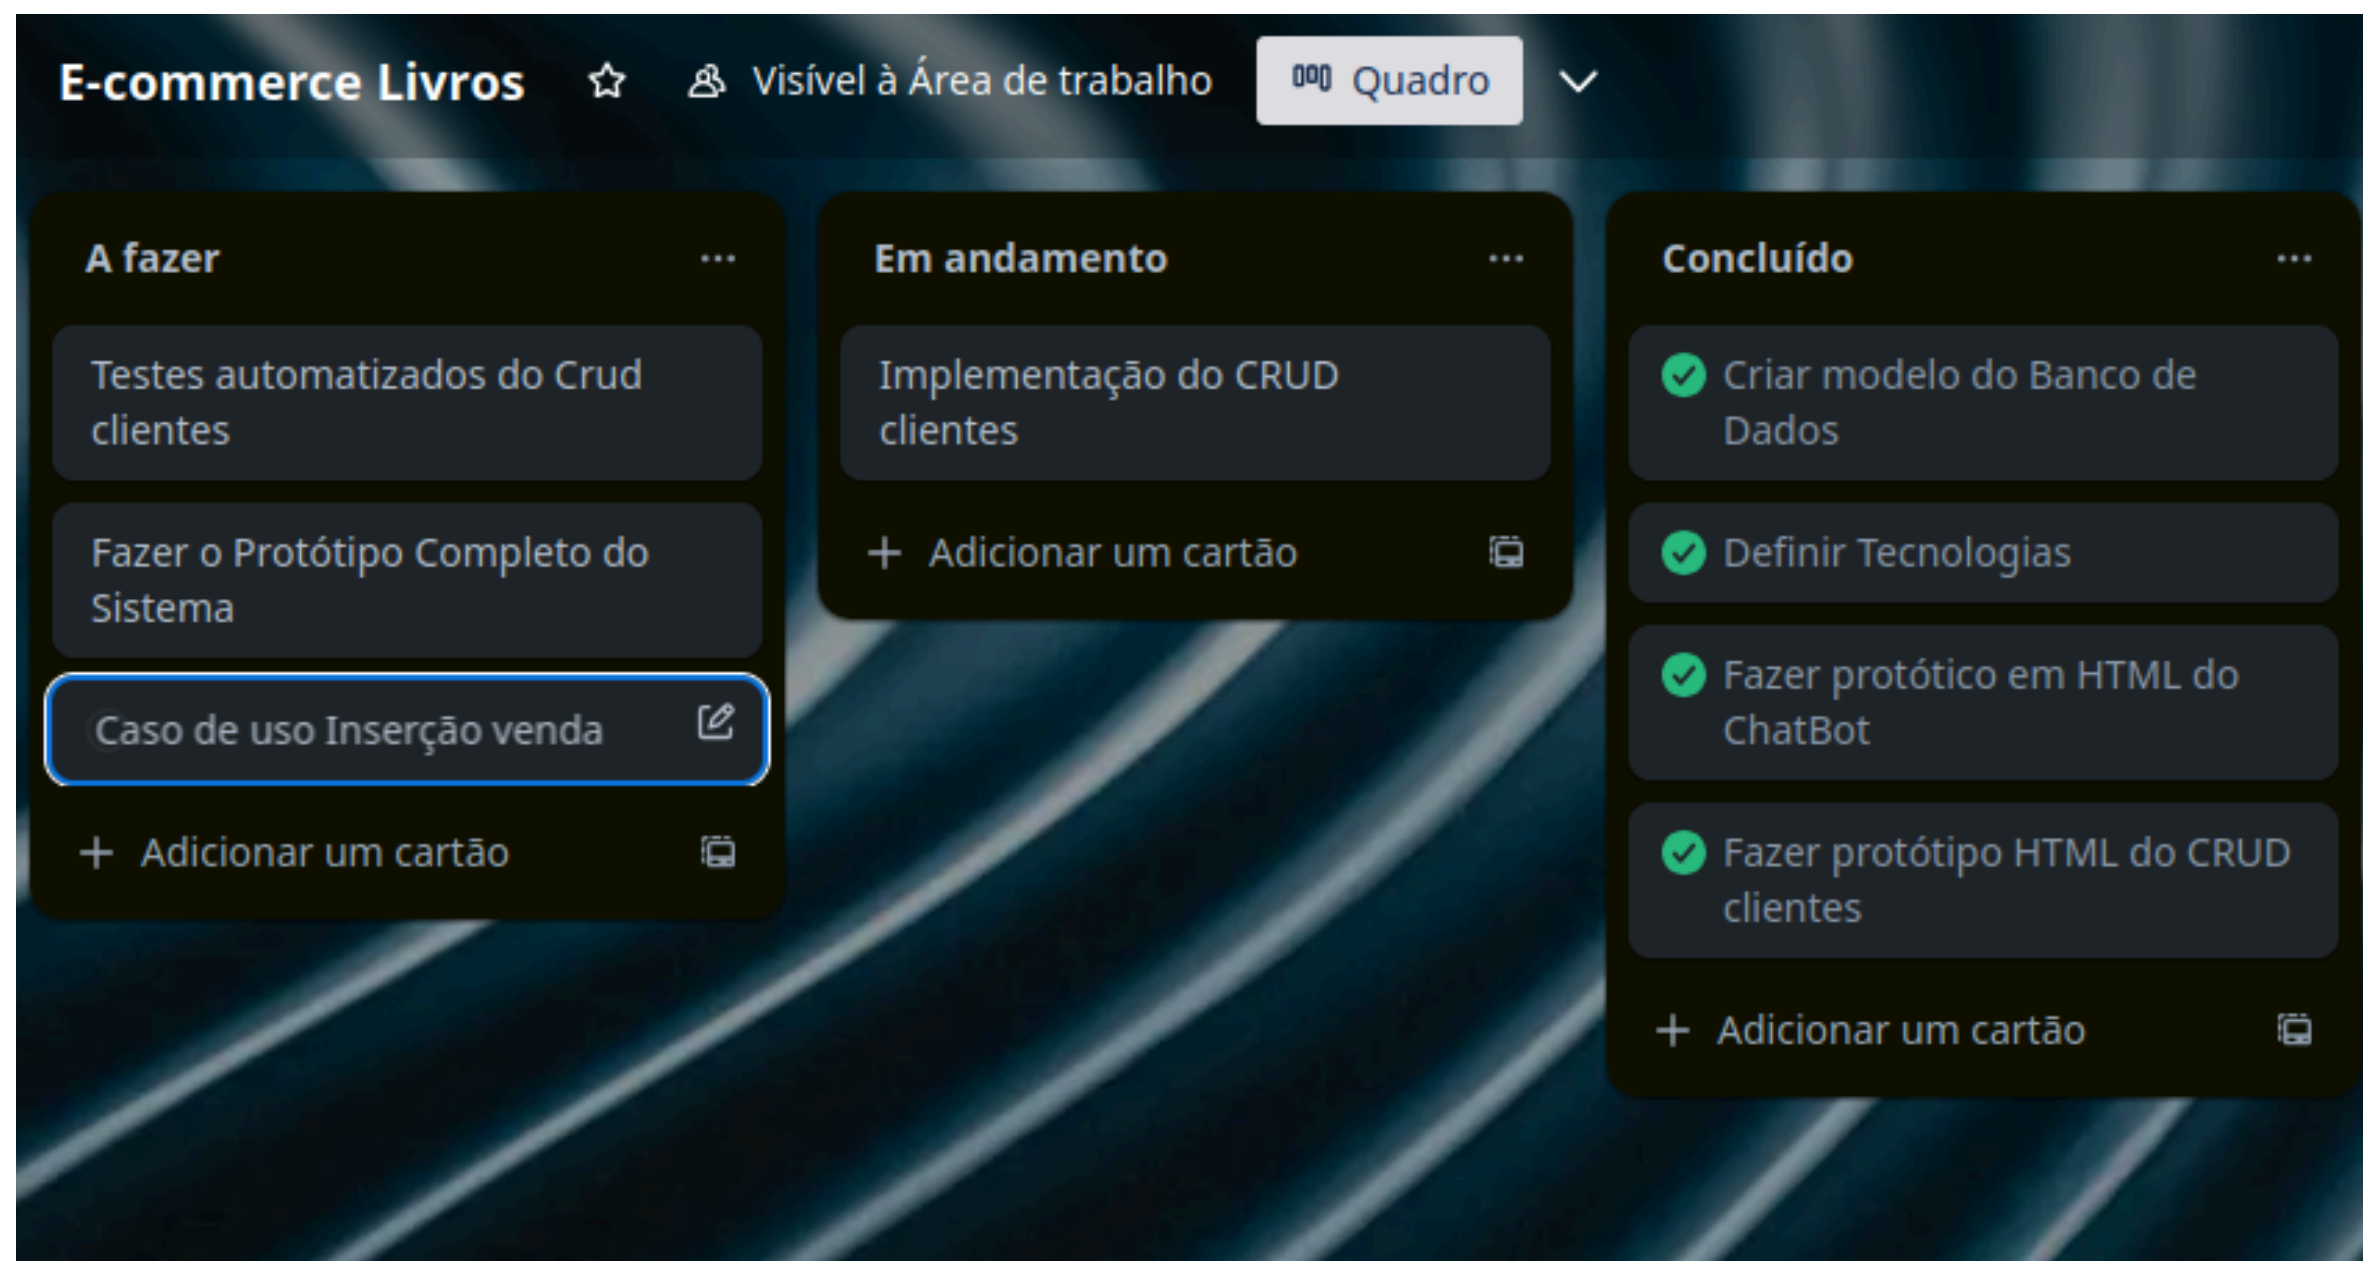 E-commerce Livros
Visível à Área de trabalho
Quadro
A fazer
Testes automatizados do Crud
clientes
Fazer o Protótipo Completo do
Sistema
Caso de uso Inserção venda
Adicionar um cartão
Em andamento
Implementação do CRUD
clientes
Adicionar um cartão
Concluído
Criar modelo do Banco de
Dados
Definir Tecnologias
Fazer protótico em HTML do
ChatBot
Fazer protótipo HTML do CRUD
clientes
Adicionar um cartão